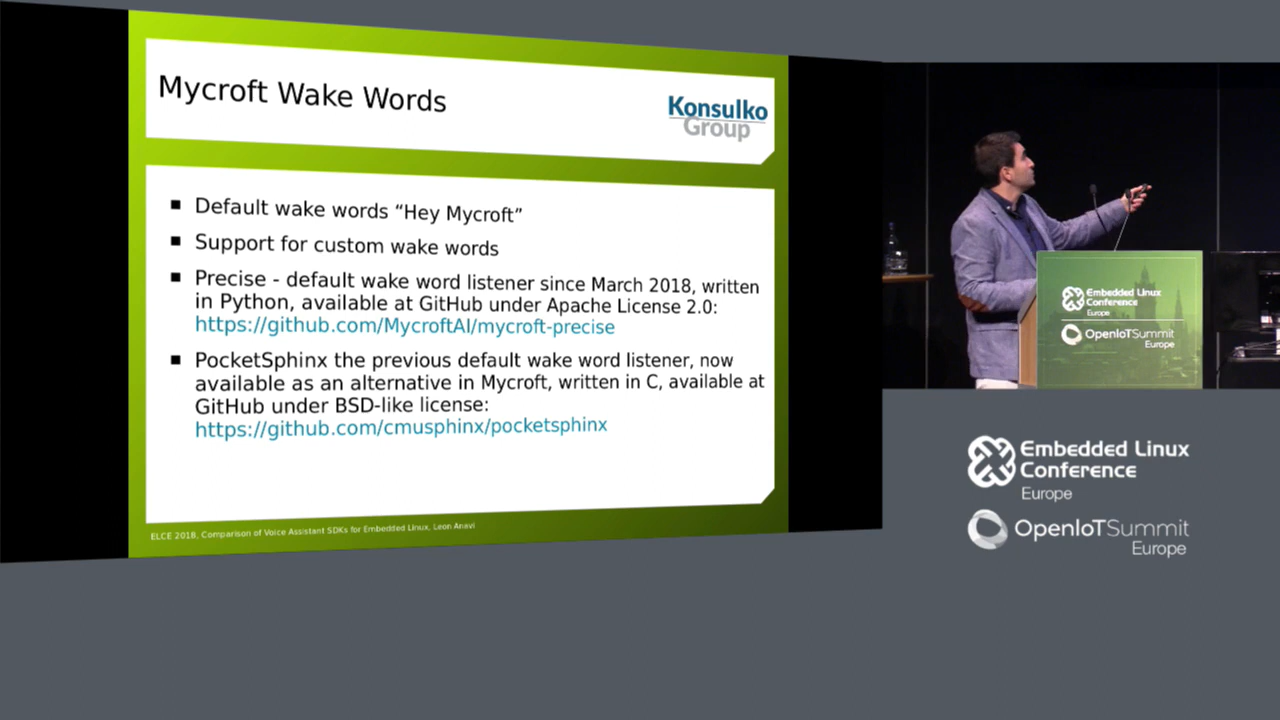 Mycroft Wake Words
Konsulko
Group
Default wake words “Hey Mycroft”
Support for custom wake words
Precise - default wake word listener since March 2018, written
in Python, available at GitHub under Apache License 2.0:
https://github.com/MycroftAI/mycroft-precise
PocketSphinx the previous default wake word listener, now
available as an alternative in Mycroft, written in C, available at
GitHub under BSD-like license:
https://github.com/cmusphinx/pocketsphinx
ELCE 2018, Comparison of Voice Assistant SDKs for Embedded Linux, Leon Anavi
Embedded Linux
Conference
Europe
OpenIoTSummit
Europe
Embedded Linux
Conference
Europe
OpenIoTSummit
Europe